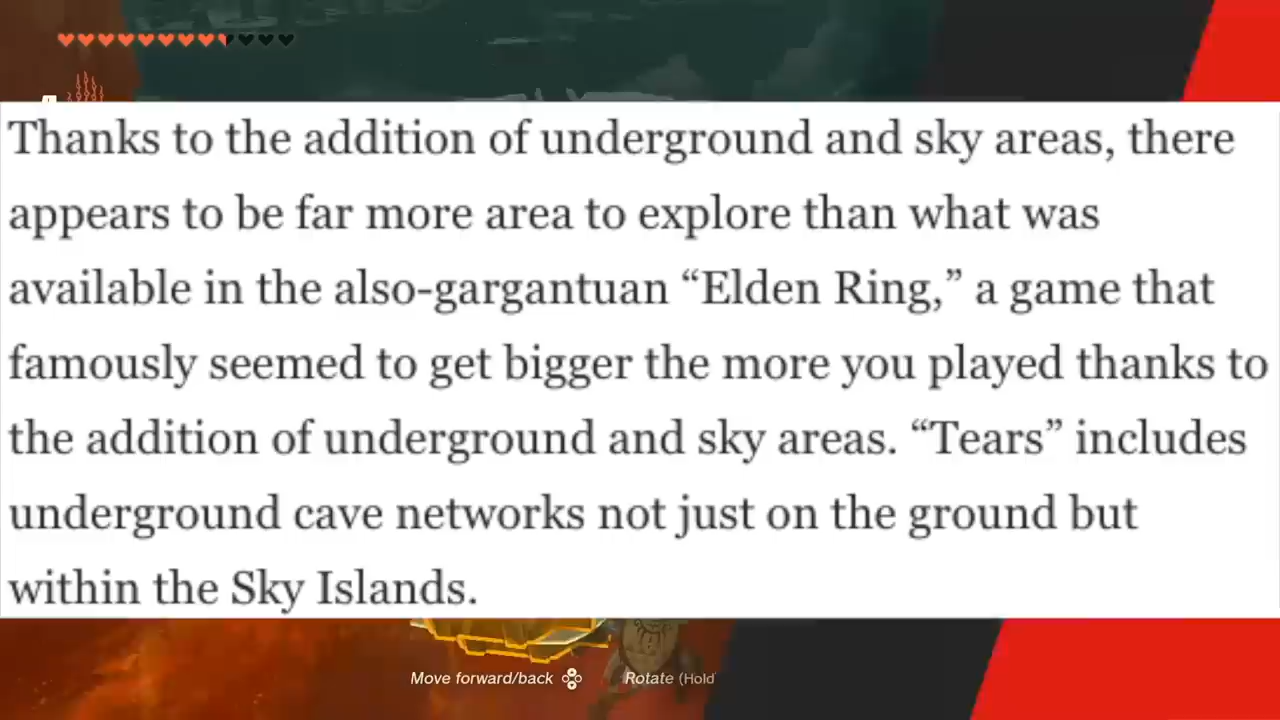 Thanks to the addition of underground and sky areas, there
appears to be far more area to explore than what was
available in the also-gargantuan “Elden Ring,” a game that
famously seemed to get bigger the more you played thanks to
the addition of underground and sky areas. “Tears” includes
underground cave networks not just on the ground but
within the Sky Islands.
Move forward/back Rotate (Hold